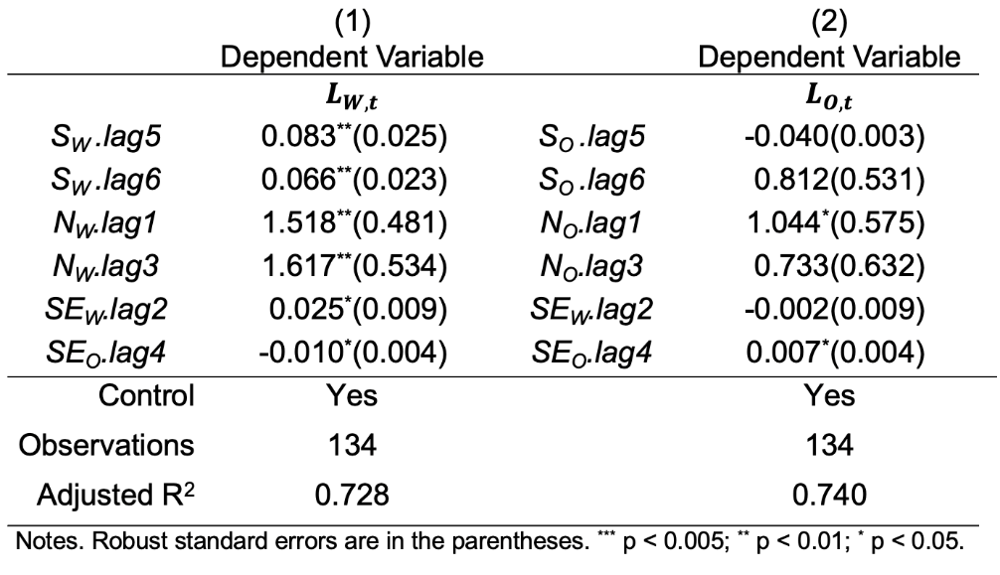 (1) (2)
Dependent Variable Dependent Variable
L_{W,t} L_{O,t}
S_W.lag5 0.083**(0.025) S_O.lag5 -0.040(0.003)
S_W.lag6 0.066**(0.023) S_O.lag6 0.812(0.531)
N_W.lag1 1.518**(0.481) N_O.lag1 1.044*(0.575)
N_W.lag3 1.617**(0.534) N_O.lag3 0.733(0.632)
SE_W.lag2 0.025*(0.009) SE_W.lag2 -0.002(0.009)
SE_O.lag4 -0.010*(0.004) SE_O.lag4 0.007*(0.004)
Control Yes Yes
Observations 134 134
Adjusted R² 0.728 0.740
Notes. Robust standard errors are in the parentheses. *** p < 0.005; ** p < 0.01; * p < 0.05.